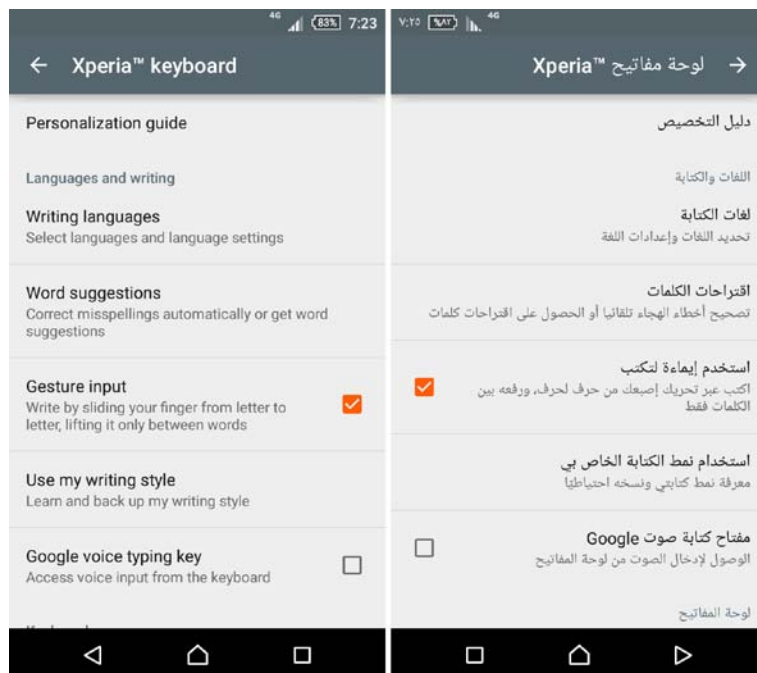 4G 83% 7:23
Xperia™ keyboard
Personalization guide
Languages and writing
Writing languages
Select languages and language settings
Word suggestions
Correct misspellings automatically or get word
suggestions
Gesture input
Write by sliding your finger from letter to
letter, lifting it only between words
Use my writing style
Learn and back up my writing style
Google voice typing key
Access voice input from the keyboard
٧:٢٥ %٨٢ 4G
لوحة مفاتيح Xperia™
دليل التخصيص
اللغات والكتابة
لغات الكتابة
تحديد اللغات وإعدادات اللغة
اقتراحات الكلمات
تصحيح أخطاء الهجاء تلقائيا أو الحصول على اقتراحات كلمات
استخدم إيماءة لتكتب
اكتب عبر تحريك إصبعك من حرف لحرف، ورفعه بين
الكلمات فقط
استخدام نمط الكتابة الخاص بي
معرفة نمط كتابتي ونسخه احتياطيًا
مفتاح كتابة صوت Google
الوصول لإدخال الصوت من لوحة المفاتيح
لوحة المفاتيح